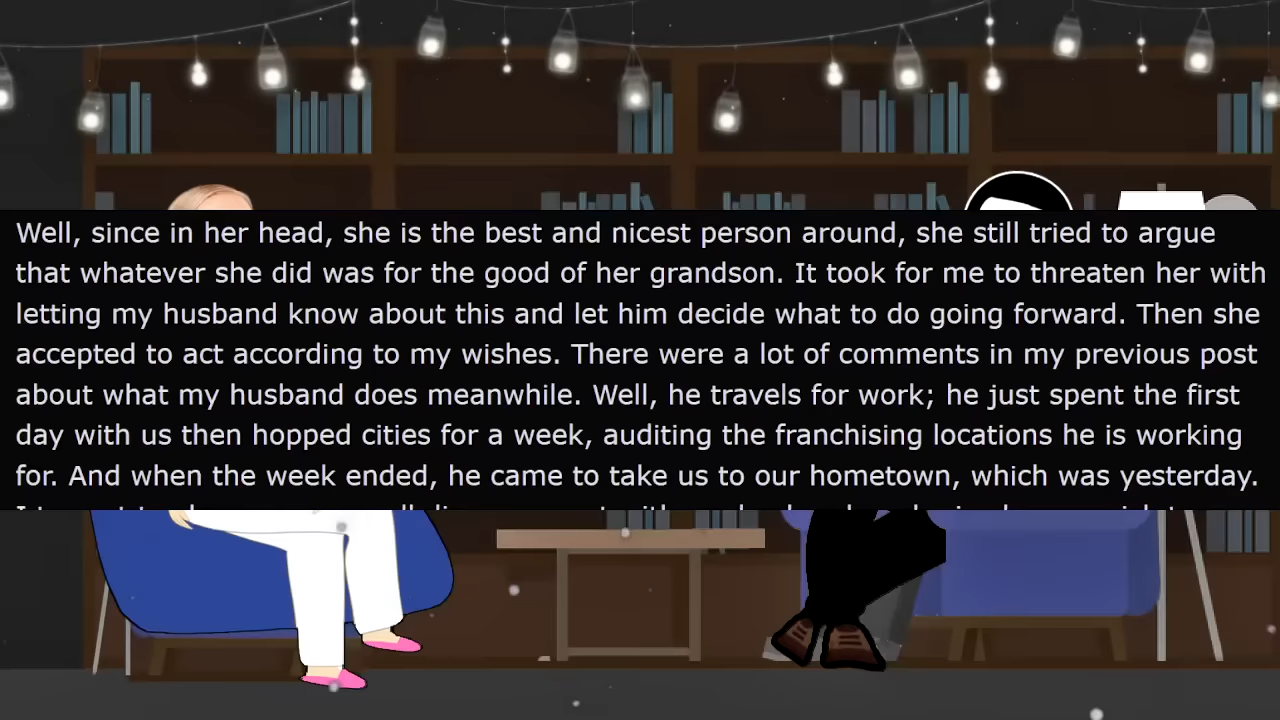 Well, since in her head, she is the best and nicest person around, she still tried to argue
that whatever she did was for the good of her grandson. It took for me to threaten her with
letting my husband know about this and let him decide what to do going forward. Then she
accepted to act according to my wishes. There were a lot of comments in my previous post
about what my husband does meanwhile. Well, he travels for work; he just spent the first
day with us then hopped cities for a week, auditing the franchising locations he is working
for. And when the week ended, he came to take us to our hometown, which was yesterday.